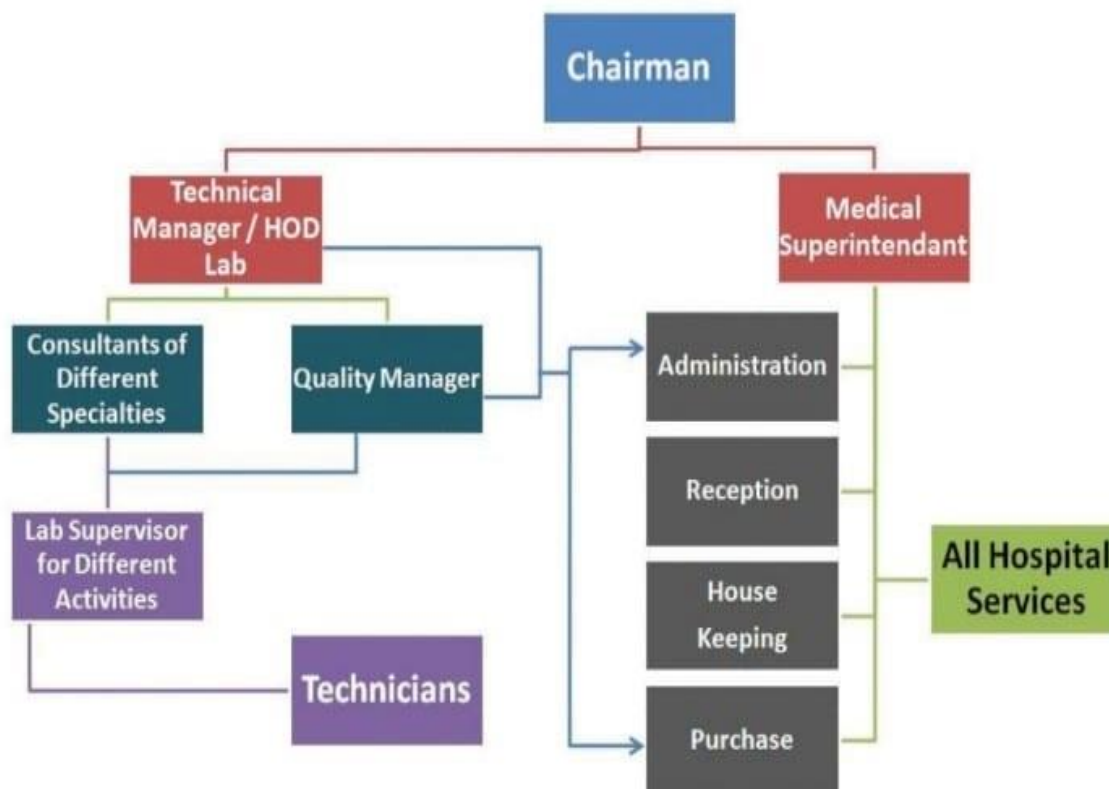 Chairman
Technical
Manager / HOD
Lab
Medical
Superintendant
Consultants of
Different
Specialties
Quality Manager
Administration
Reception
Lab Supervisor
for Different
Activities
House
Keeping
All Hospital
Services
Technicians
Purchase